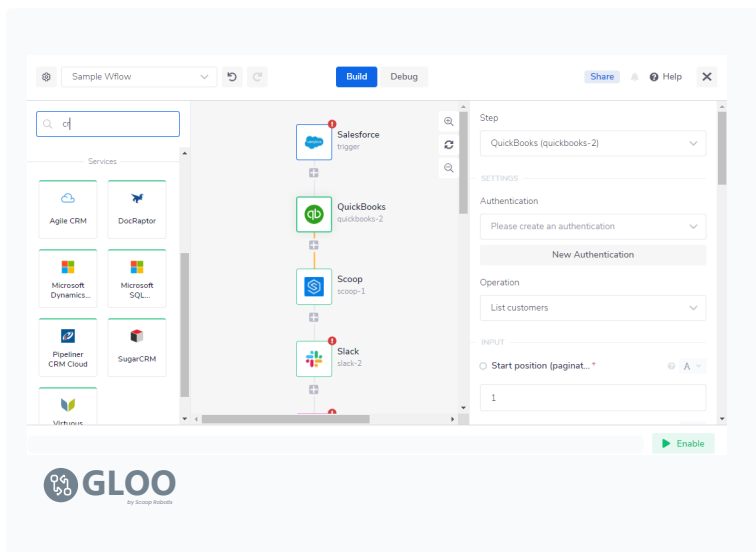 Sample Wflow
Build
Debug
Share
Help
cr
Services
Agile CRM
DocRaptor
Microsoft
Dynamics...
Microsoft
SQL...
Pipeliner
CRM Cloud
SugarCRM
Virtuous
Salesforce
trigger
QuickBooks
quickbooks-2
Scoop
scoop-1
Slack
slack-2
Step
QuickBooks (quickbooks-2)
SETTINGS
Authentication
Please create an authentication
New Authentication
Operation
List customers
INPUT
Start position (paginat... *
A
1
Enable
GLOO
by Scoop Robotix